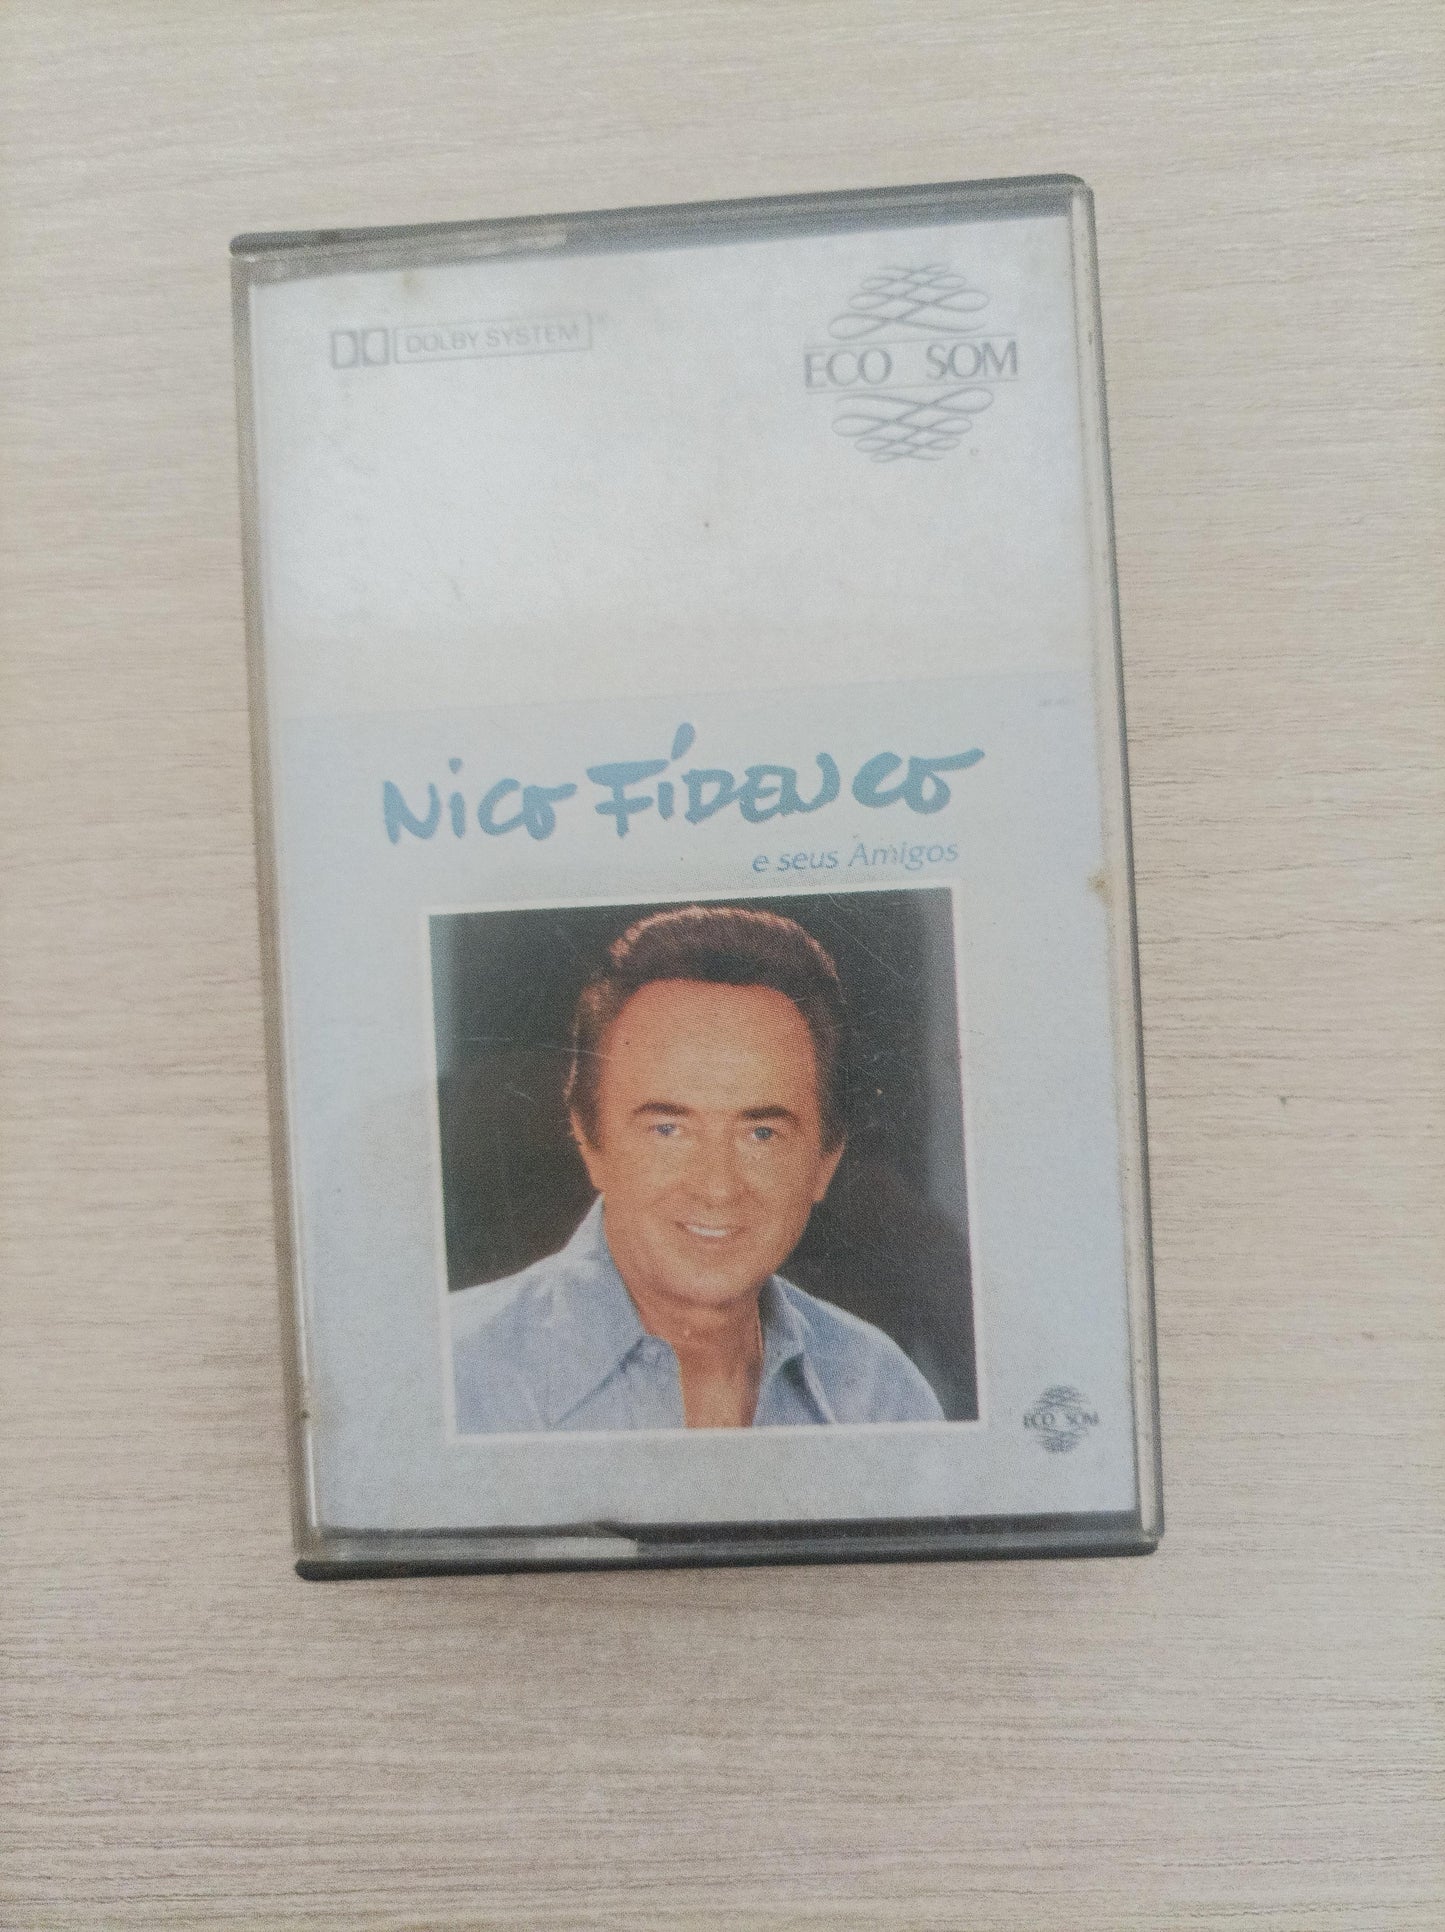 DOLBY SYSTEM
ECO SOM
Nico Fidenco
e seus Amigos
ECO SOM